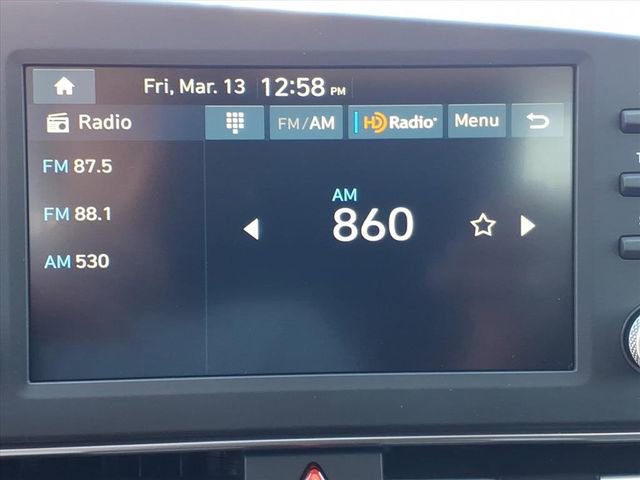 Fri, Mar. 13 12:58 PM
Radio FM/AM HD Radio Menu
FM 87.5
FM 88.1
AM 530
AM
860